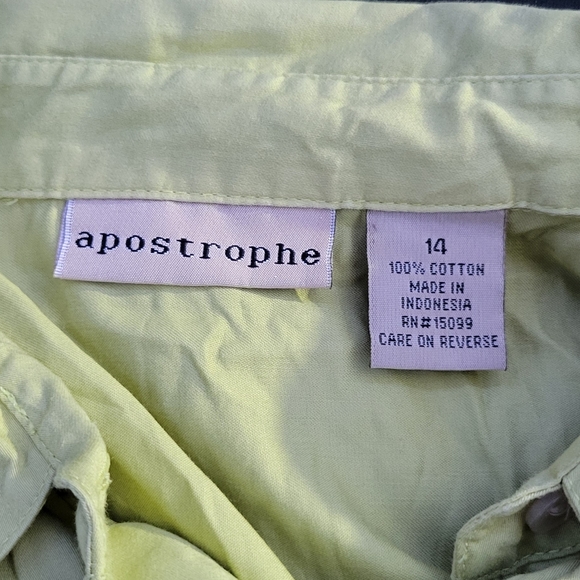 apostrophe
14
100% COTTON
MADE IN
INDONESIA
RN#15099
CARE ON REVERSE